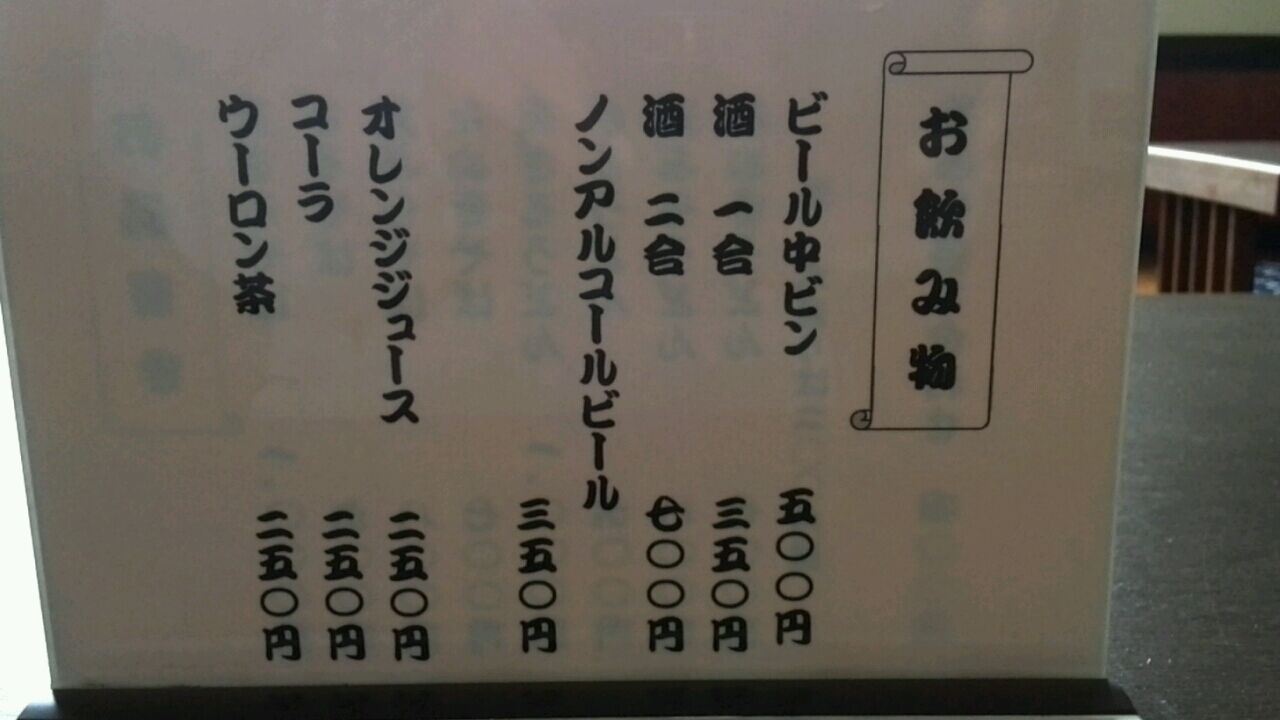 お飲み物
ビール中ビン 五〇〇円
酒 一合 三五〇円
酒 二合 七〇〇円
ノンアルコールビール 三五〇円
オレンジジュース 二五〇円
コーラ 二五〇円
ウーロン茶 二五〇円